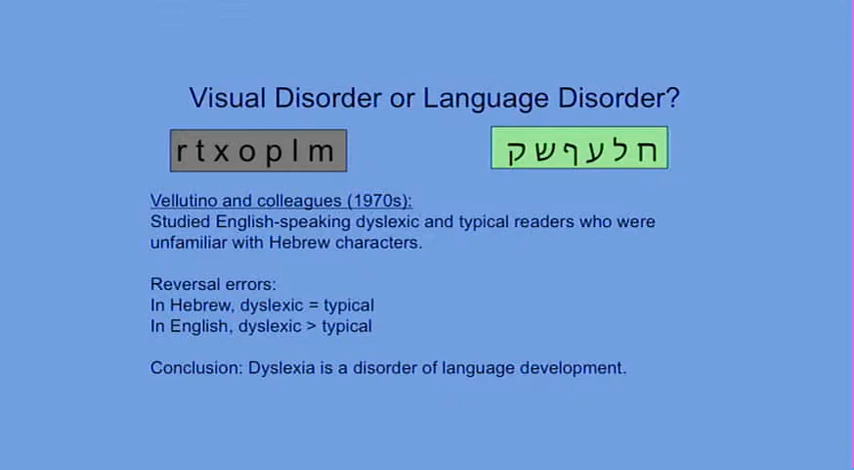 Visual Disorder or Language Disorder?
r t x o p l m
ח ל ע ף ש ק
Vellutino and colleagues (1970s):
Studied English-speaking dyslexic and typical readers who were
unfamiliar with Hebrew characters.
Reversal errors:
In Hebrew, dyslexic = typical
In English, dyslexic > typical
Conclusion: Dyslexia is a disorder of language development.